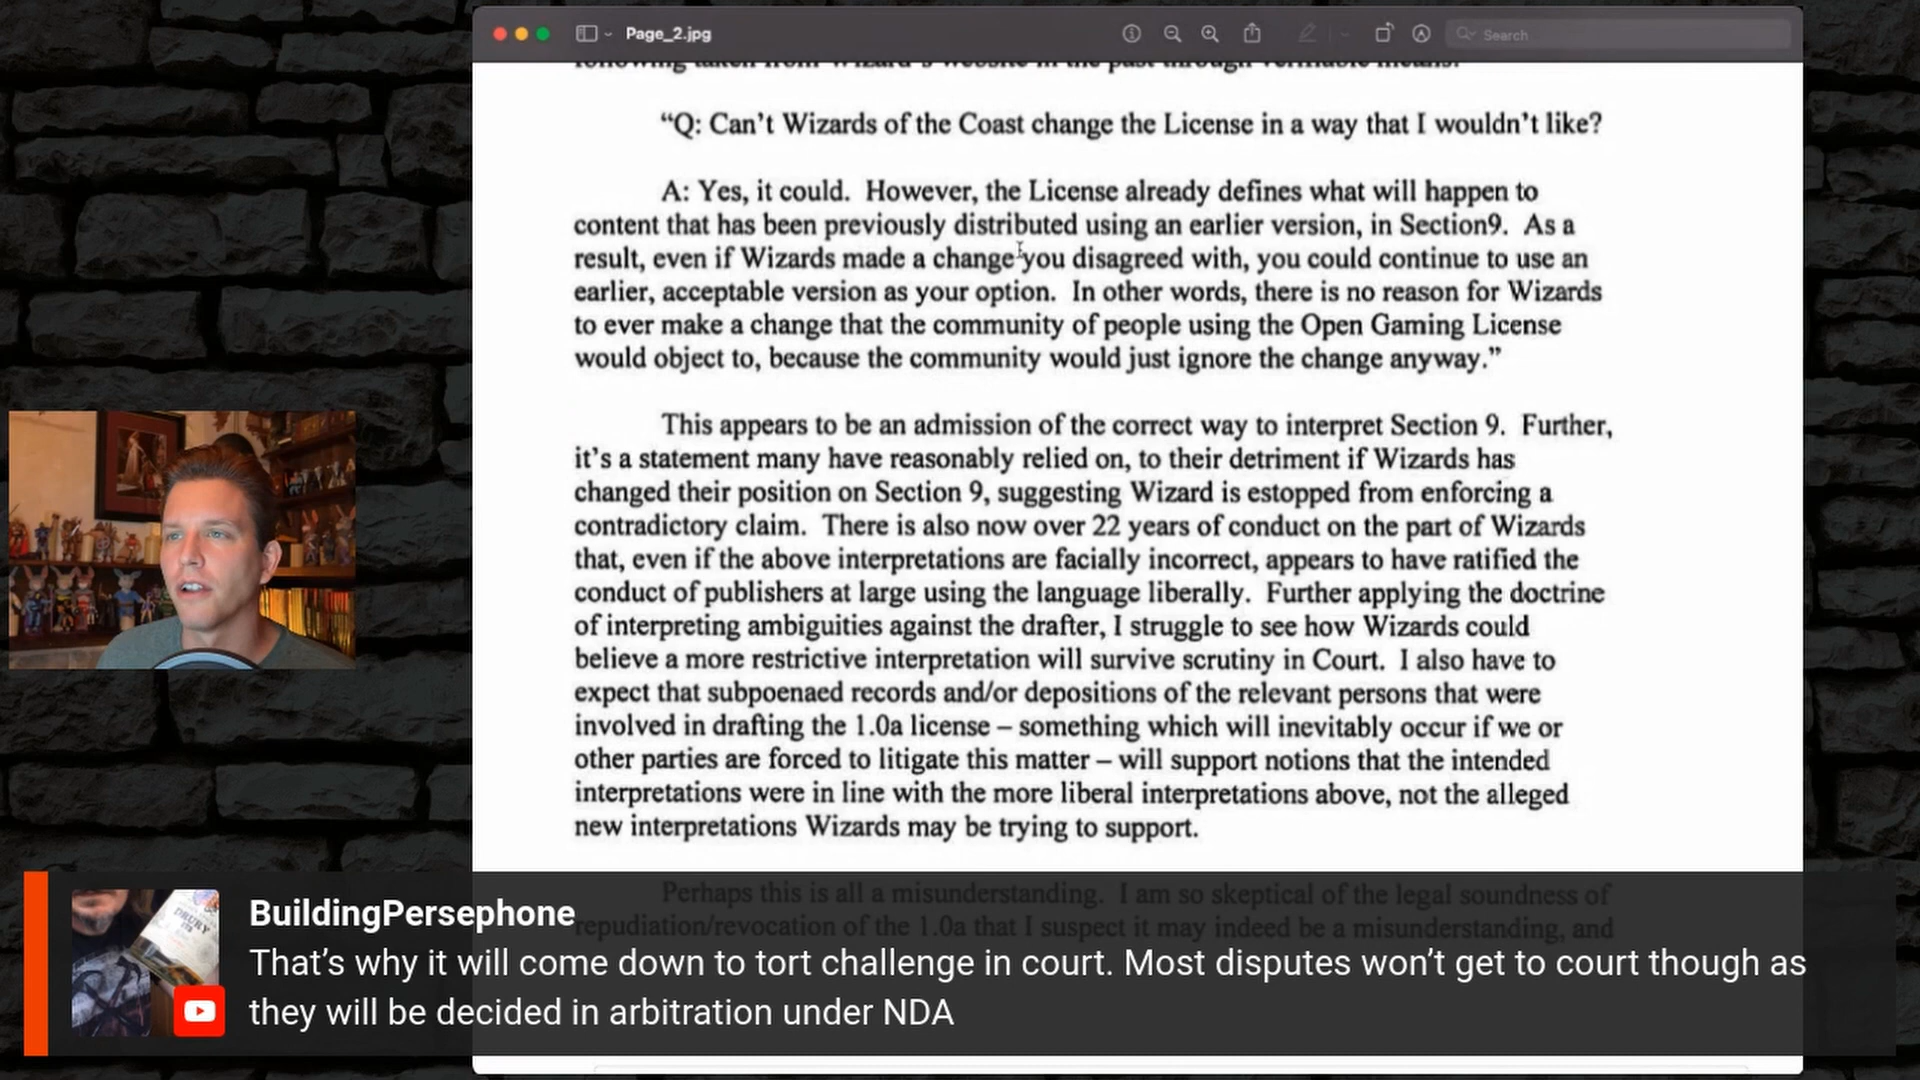 Page_2.jpg
Search
following taken from Wizard's website in the past through verifiable means:
“Q: Can’t Wizards of the Coast change the License in a way that I wouldn’t like?
A: Yes, it could. However, the License already defines what will happen to
content that has been previously distributed using an earlier version, in Section9. As a
result, even if Wizards made a change you disagreed with, you could continue to use an
earlier, acceptable version as your option. In other words, there is no reason for Wizards
to ever make a change that the community of people using the Open Gaming License
would object to, because the community would just ignore the change anyway.”
This appears to be an admission of the correct way to interpret Section 9. Further,
it’s a statement many have reasonably relied on, to their detriment if Wizards has
changed their position on Section 9, suggesting Wizard is estopped from enforcing a
contradictory claim. There is also now over 22 years of conduct on the part of Wizards
that, even if the above interpretations are facially incorrect, appears to have ratified the
conduct of publishers at large using the language liberally. Further applying the doctrine
of interpreting ambiguities against the drafter, I struggle to see how Wizards could
believe a more restrictive interpretation will survive scrutiny in Court. I also have to
expect that subpoenaed records and/or depositions of the relevant persons that were
involved in drafting the 1.0a license – something which will inevitably occur if we or
other parties are forced to litigate this matter – will support notions that the intended
interpretations were in line with the more liberal interpretations above, not the alleged
new interpretations Wizards may be trying to support.
Perhaps this is all a misunderstanding. I am so skeptical of the legal soundness of
repudiation/revocation of the 1.0a that I suspect it may indeed be a misunderstanding, and
DRURY
BuildingPersephone
That’s why it will come down to tort challenge in court. Most disputes won’t get to court though as
they will be decided in arbitration under NDA